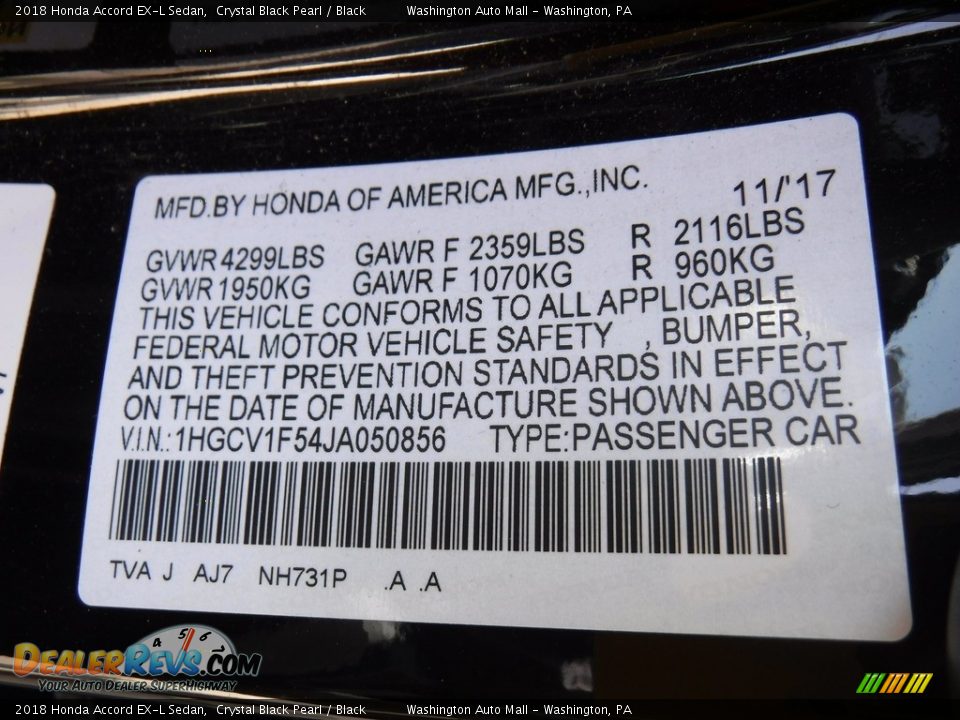 2018 Honda Accord EX-L Sedan, Crystal Black Pearl / Black Washington Auto Mall - Washington, PA
MFD.BY HONDA OF AMERICA MFG.,INC. 11/'17
GVWR 4299LBS GAWR F 2359LBS R 2116LBS
GVWR 1950KG GAWR F 1070KG R 960KG
THIS VEHICLE CONFORMS TO ALL APPLICABLE
FEDERAL MOTOR VEHICLE SAFETY , BUMPER,
AND THEFT PREVENTION STANDARDS IN EFFECT
ON THE DATE OF MANUFACTURE SHOWN ABOVE.
V.I.N.:1HGCV1F54JA050856 TYPE:PASSENGER CAR
TVA J AJ7 NH731P .A .A
4 5 6
DEALERREVS.COM
YOUR AUTO DEALER SUPERHIGHWAY
2018 Honda Accord EX-L Sedan, Crystal Black Pearl / Black Washington Auto Mall - Washington, PA